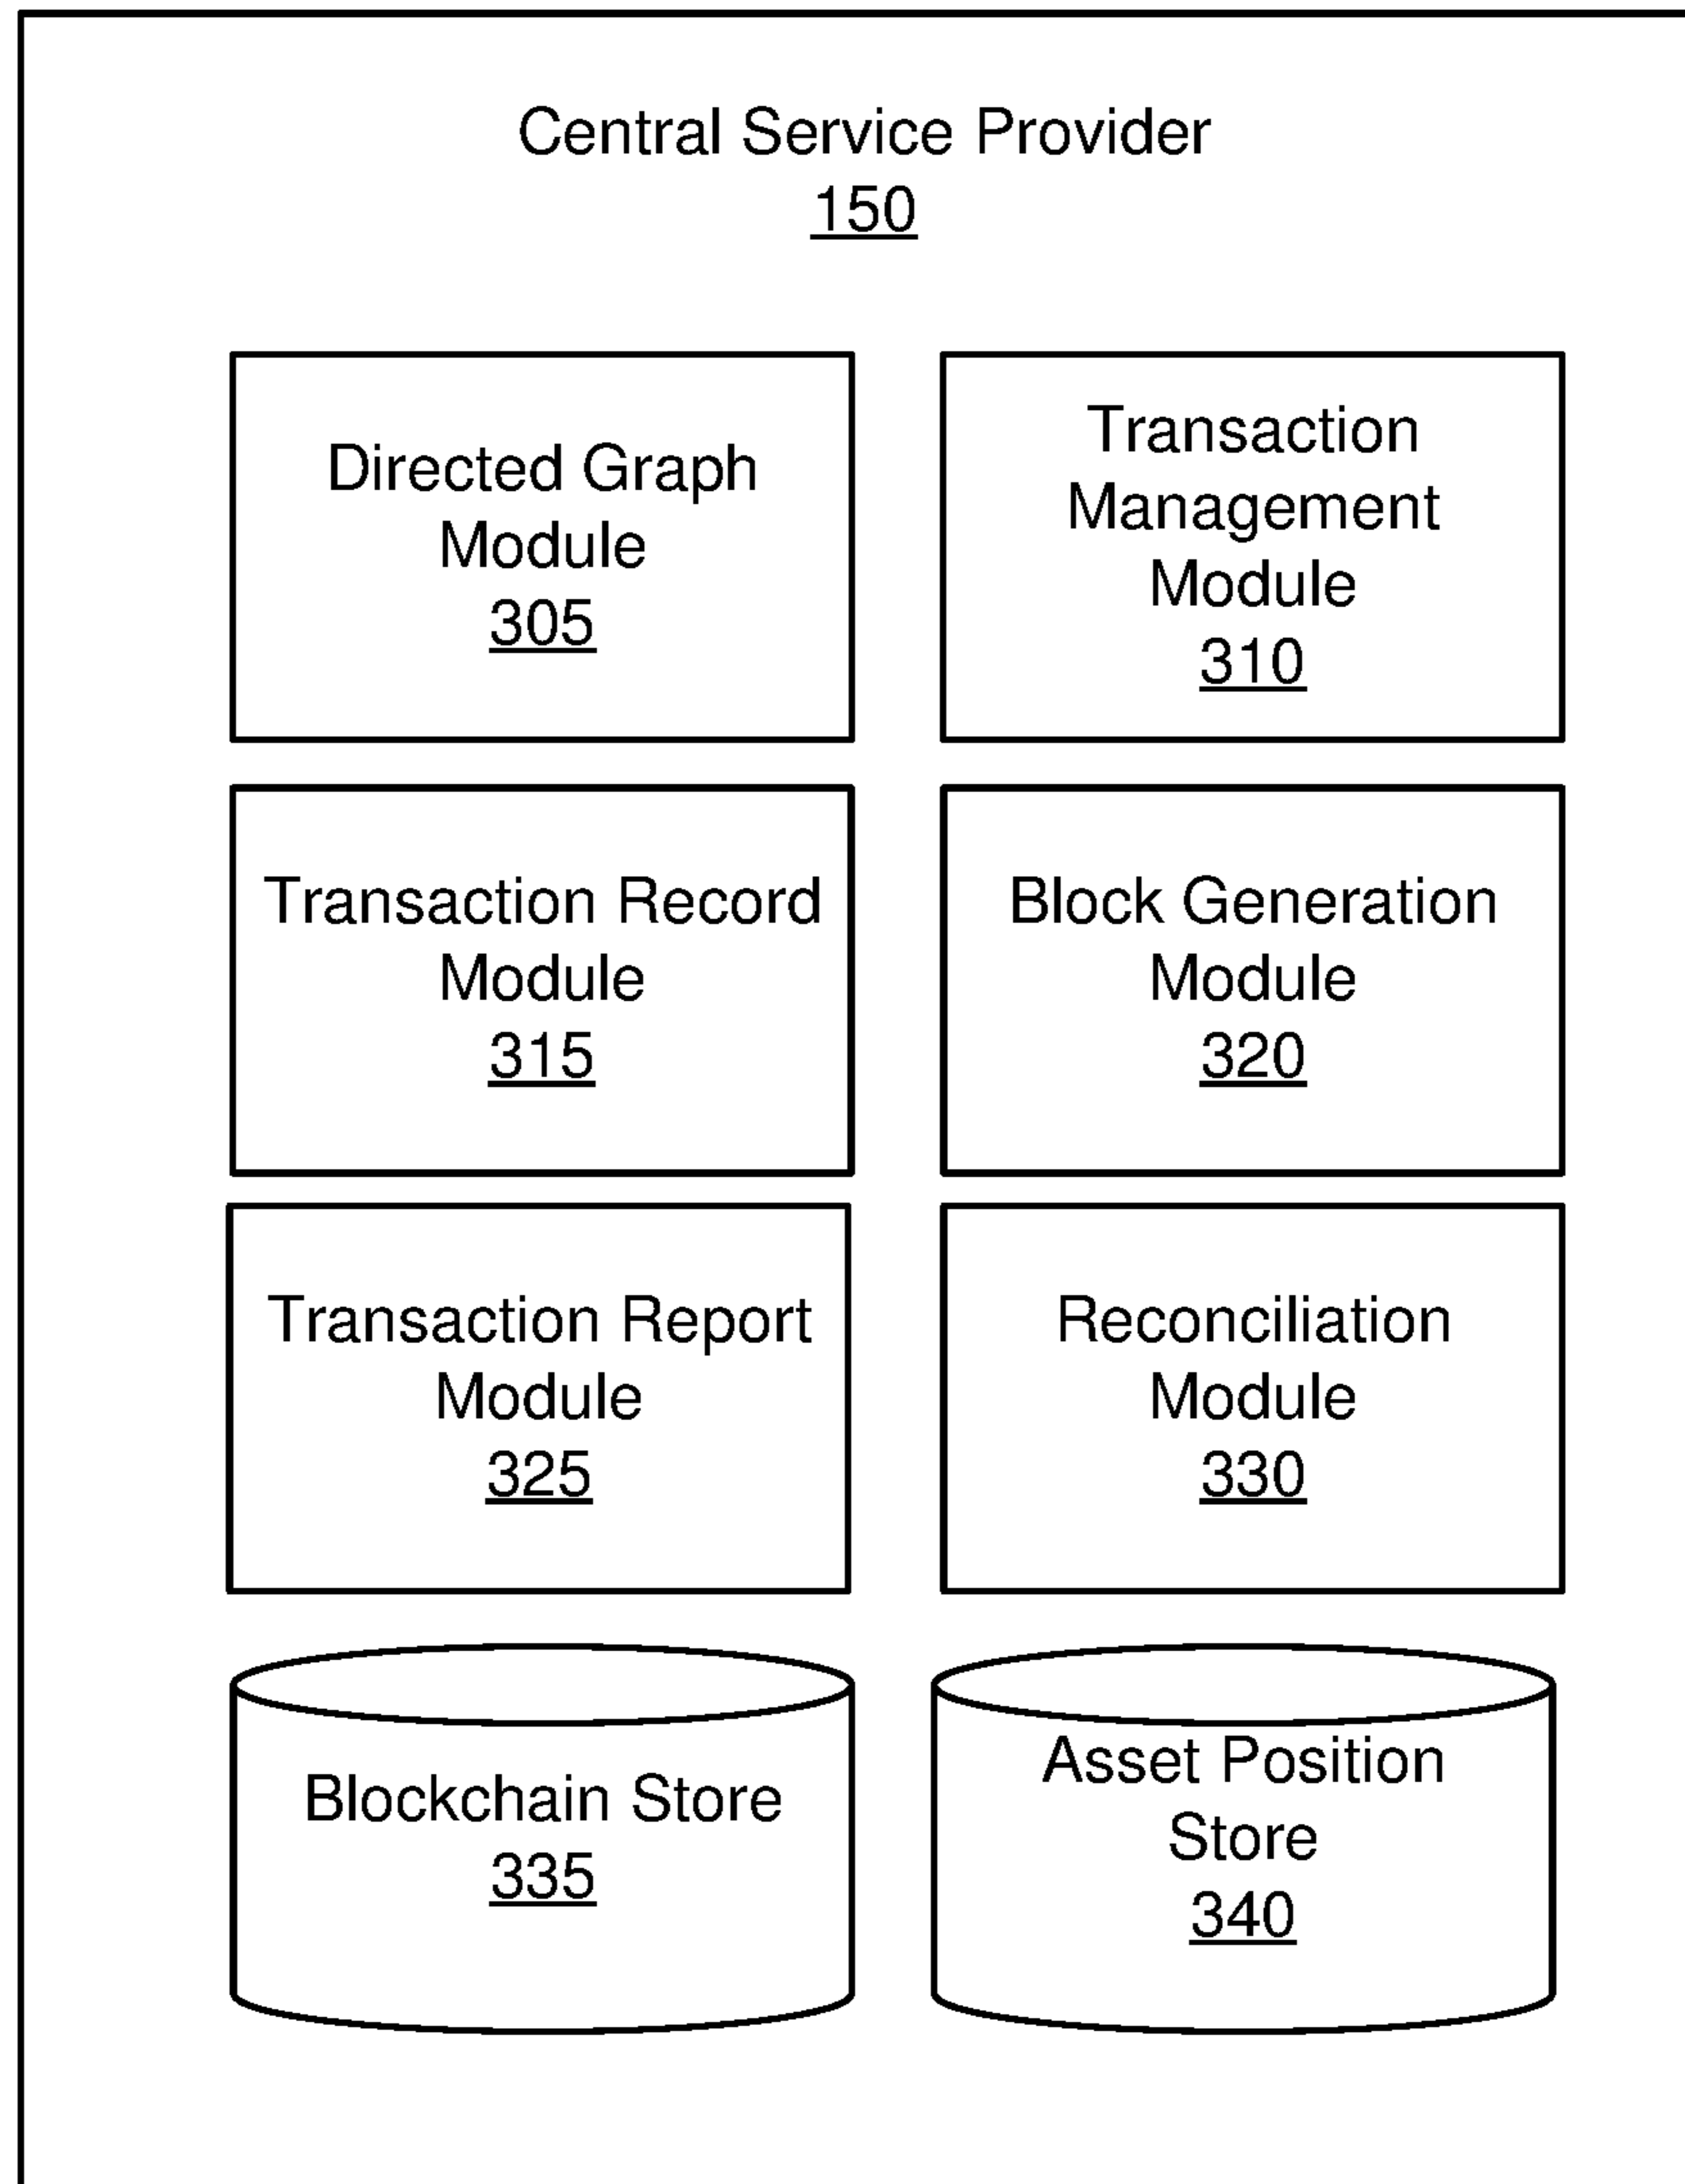 Central Service Provider
150
Directed Graph
Module
305
Transaction
Management
Module
310
Transaction Record
Module
315
Block Generation
Module
320
Transaction Report
Module
325
Reconciliation
Module
330
Blockchain Store
335
Asset Position
Store
340